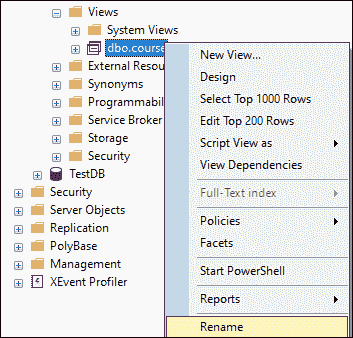 Views
System Views
dbo.course
External Resou
Synonyms
Programmabil
Service Broker
Storage
Security
TestDB
Security
Server Objects
Replication
PolyBase
Management
XEvent Profiler
New View...
Design
Select Top 1000 Rows
Edit Top 200 Rows
Script View as
View Dependencies
Full-Text index
Policies
Facets
Start PowerShell
Reports
Rename